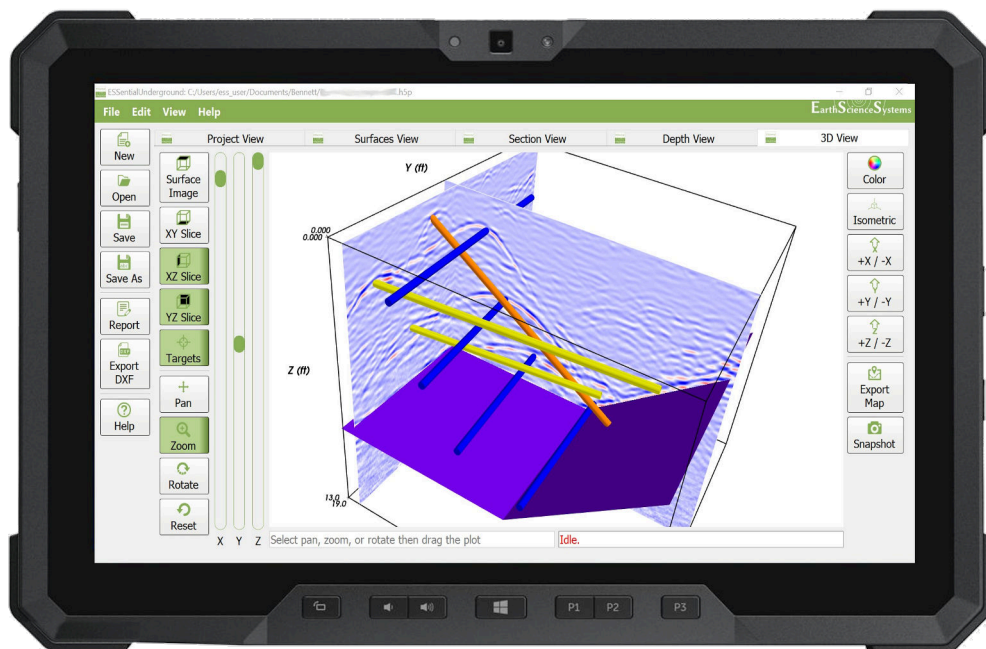 ESSentialUnderground: C:/Users/ess_user/Documents/Bennett/ .h5p
File Edit View Help
EarthScienceSystems
Project View Surfaces View Section View Depth View 3D View
New
Open
Save
Save As
Report
Export
DXF
Help
Surface
Image
XY Slice
XZ Slice
YZ Slice
Targets
Pan
Zoom
Rotate
Reset
X Y Z
Y (ft)
0.000
0.000
Z (ft)
13.0
19.0
Select pan, zoom, or rotate then drag the plot
Idle.
Color
Isometric
X
+X / -X
Y
+Y / -Y
Z
+Z / -Z
Export
Map
Snapshot
P1 P2 P3